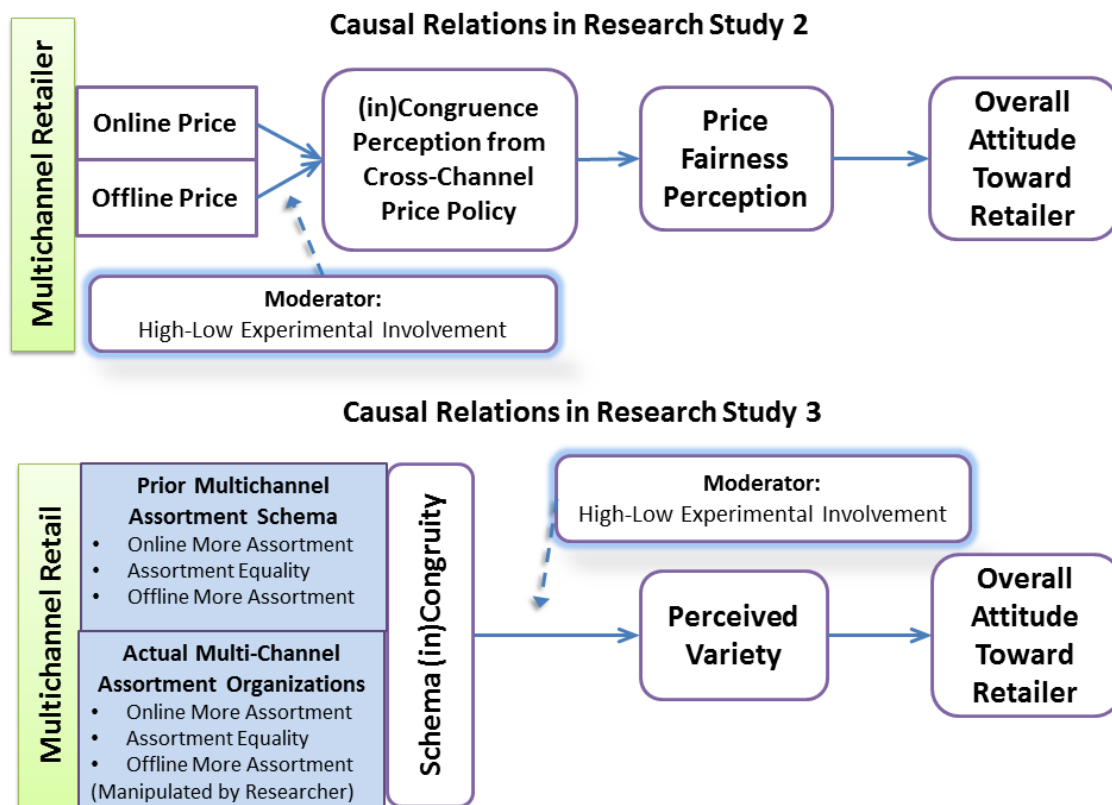 Causal Relations in Research Study 2
Multichannel Retailer
Online Price
Offline Price
(in)Congruence
Perception from
Cross-Channel
Price Policy
Price
Fairness
Perception
Overall
Attitude
Toward
Retailer
Moderator:
High-Low Experimental Involvement
Causal Relations in Research Study 3
Multichannel Retail
Prior Multichannel
Assortment Schema
• Online More Assortment
• Assortment Equality
• Offline More Assortment
Actual Multi-Channel
Assortment Organizations
• Online More Assortment
• Assortment Equality
• Offline More Assortment
(Manipulated by Researcher)
Schema (in)Congruity
Moderator:
High-Low Experimental Involvement
Perceived
Variety
Overall
Attitude
Toward
Retailer